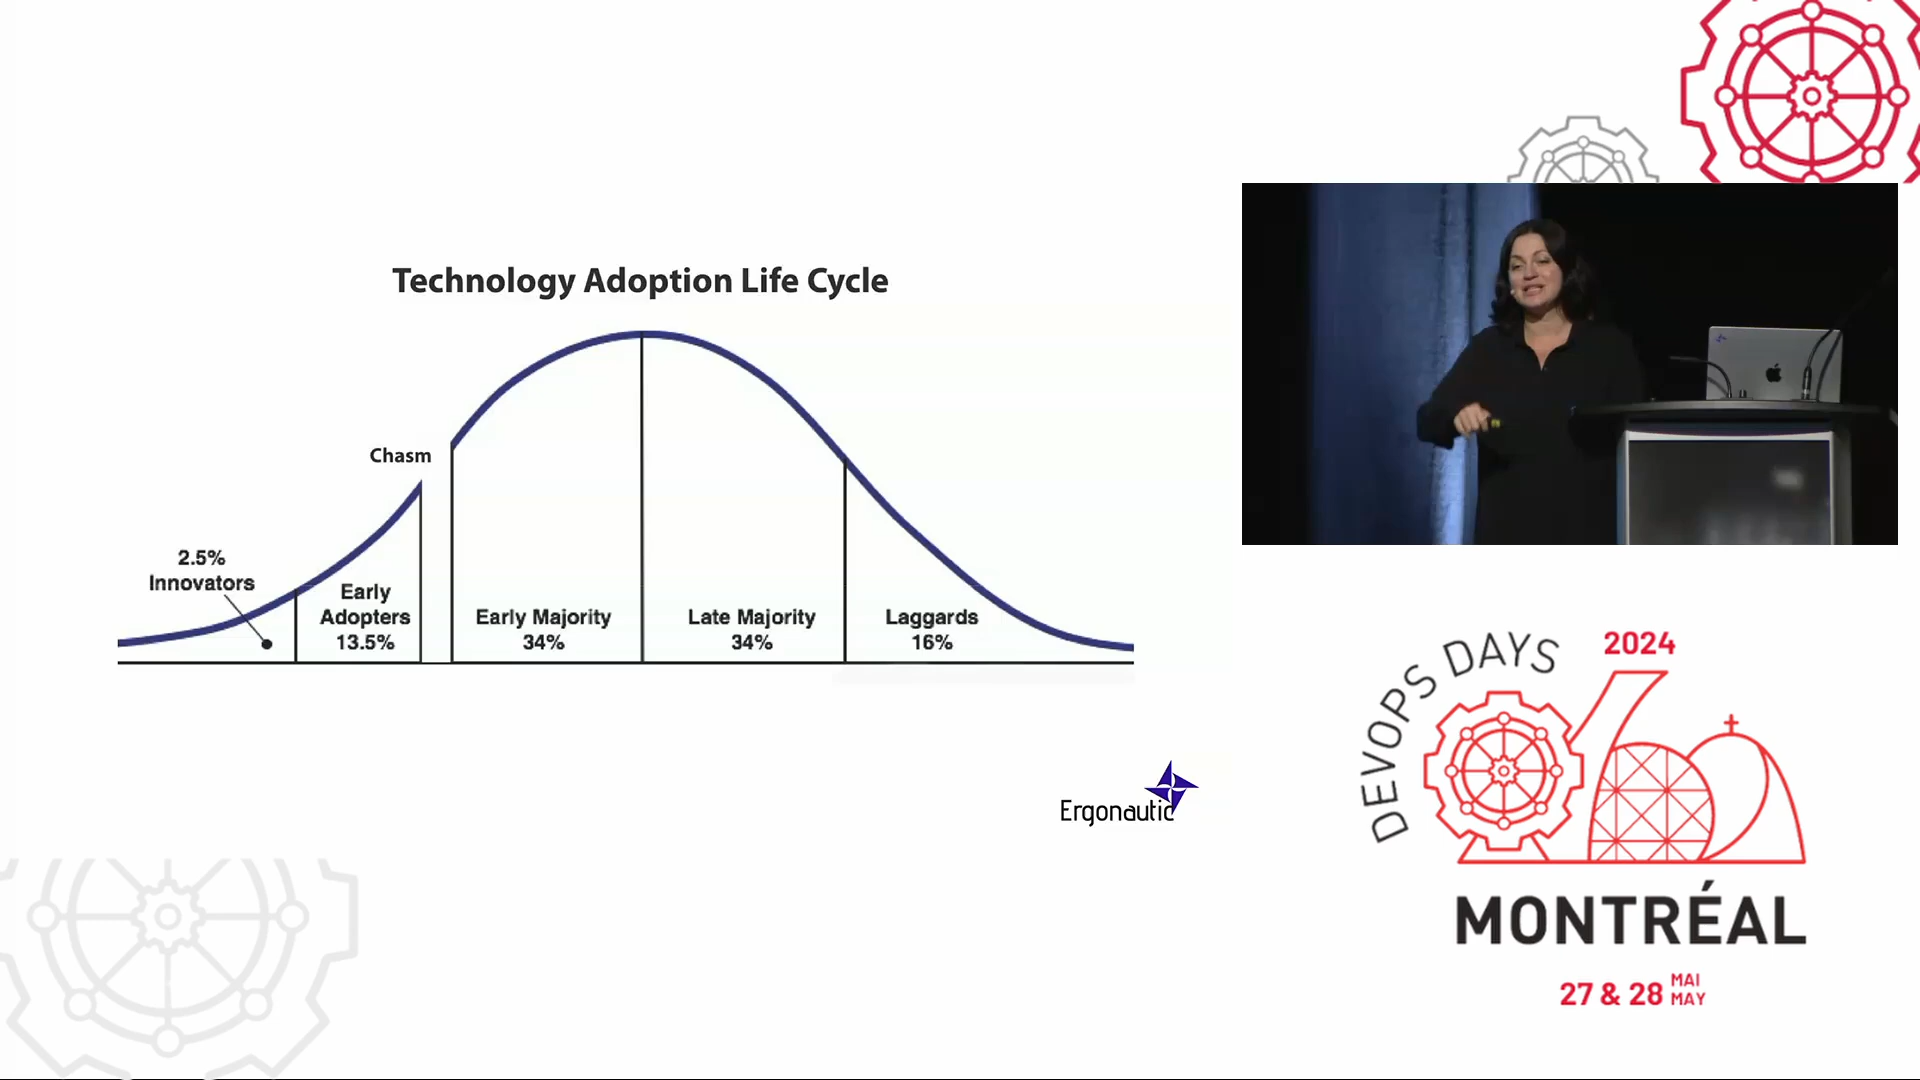 Technology Adoption Life Cycle
Chasm
2.5%
Innovators
Early
Adopters
13.5%
Early Majority
34%
Late Majority
34%
Laggards
16%
Ergonautic
DEVOPS DAYS
2024
MONTRÉAL
27 & 28 MAI
MAY